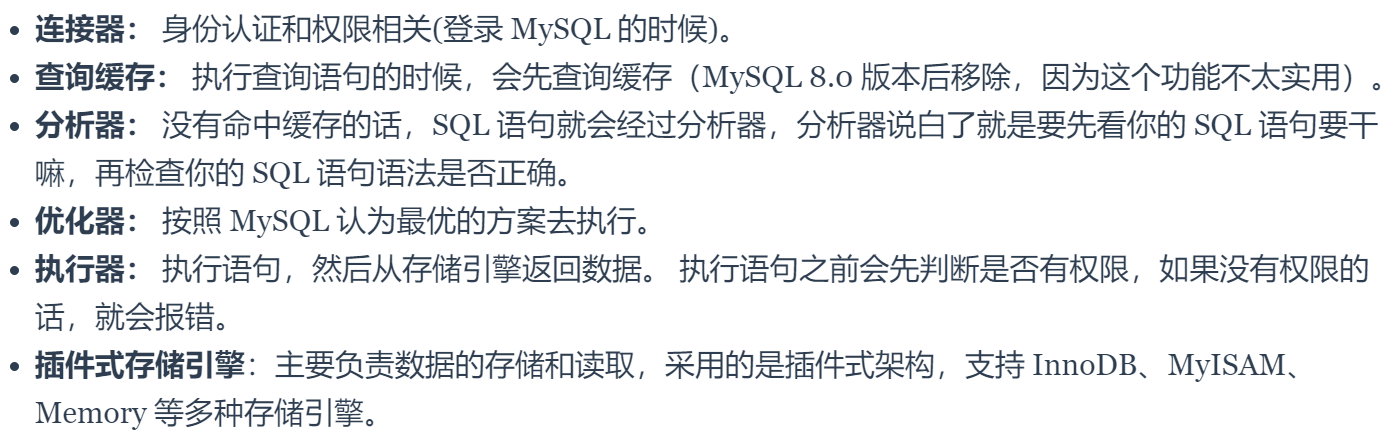 • 连接器： 身份认证和权限相关(登录 MySQL 的时候)。
• 查询缓存： 执行查询语句的时候，会先查询缓存（MySQL 8.0 版本后移除，因为这个功能不太实用）。
• 分析器： 没有命中缓存的话，SQL 语句就会经过分析器，分析器说白了就是要先看你的 SQL 语句要干
嘛，再检查你的 SQL 语句语法是否正确。
• 优化器： 按照 MySQL 认为最优的方案去执行。
• 执行器： 执行语句，然后从存储引擎返回数据。 执行语句之前会先判断是否有权限，如果没有权限的
话，就会报错。
• 插件式存储引擎：主要负责数据的存储和读取，采用的是插件式架构，支持 InnoDB、MyISAM、
Memory 等多种存储引擎。